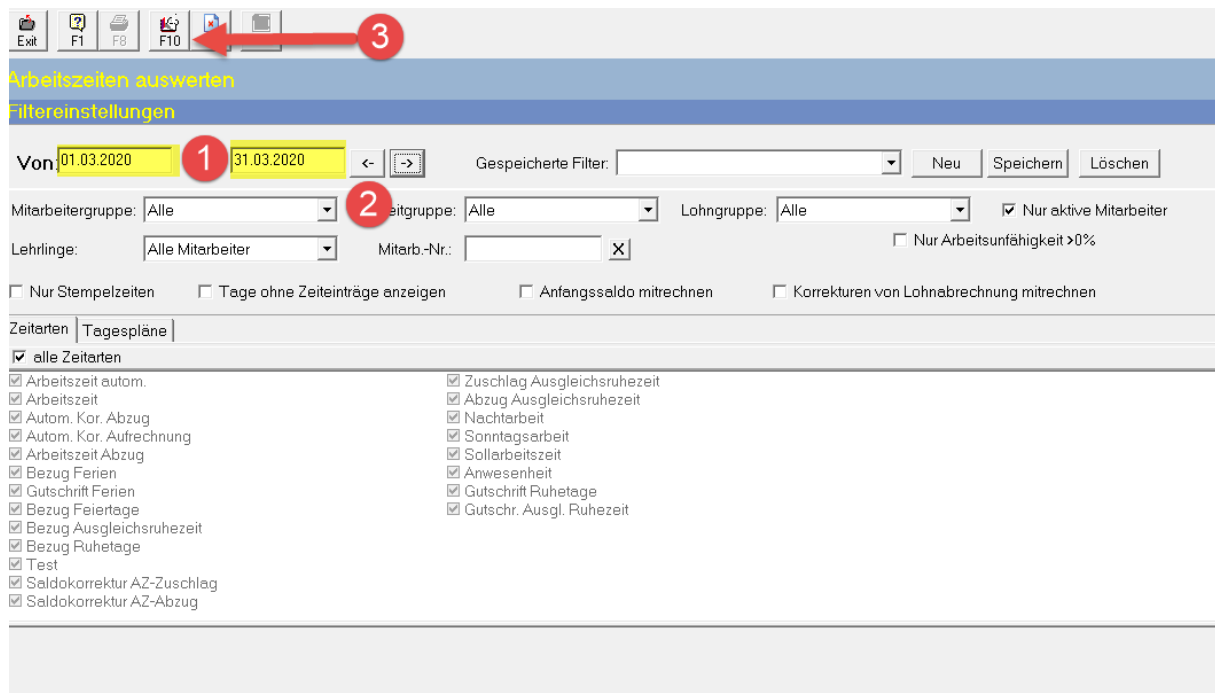 Exit F1 F8 F10
3
Arbeitszeiten auswerten
Filtereinstellungen
Von: 01.03.2020 1 31.03.2020 <- -> Gespeicherte Filter: Neu Speichern Löschen
Mitarbeitergruppe: Alle 2 eitgruppe: Alle Lohngruppe: Alle Nur aktive Mitarbeiter
Lehrlinge: Alle Mitarbeiter Mitarb.-Nr.: X Nur Arbeitsunfähigkeit >0%
Nur Stempelzeiten Tage ohne Zeiteinträge anzeigen Anfangssaldo mitrechnen Korrekturen von Lohnabrechnung mitrechnen
Zeitarten Tagespläne
alle Zeitarten
Arbeitszeit autom.
Arbeitszeit
Autom. Kor. Abzug
Autom. Kor. Aufrechnung
Arbeitszeit Abzug
Bezug Ferien
Gutschrift Ferien
Bezug Feiertage
Bezug Ausgleichsruhezeit
Bezug Ruhetage
Test
Saldokorrektur AZ-Zuschlag
Saldokorrektur AZ-Abzug
Zuschlag Ausgleichsruhezeit
Abzug Ausgleichsruhezeit
Nachtarbeit
Sonntagsarbeit
Sollarbeitszeit
Anwesenheit
Gutschrift Ruhetage
Gutschr. Ausgl. Ruhezeit